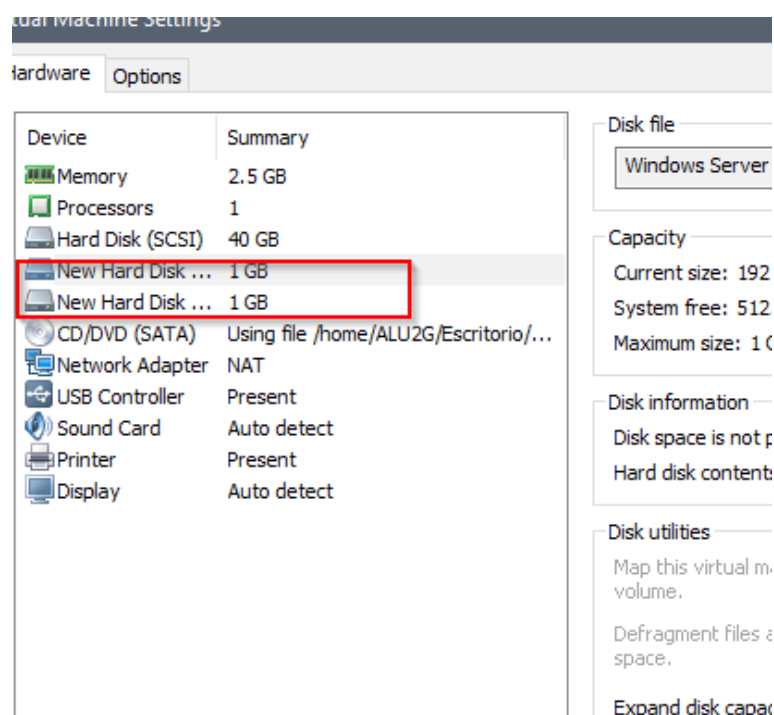 Virtual Machine Settings
Hardware Options
Device Summary
Memory 2.5 GB
Processors 1
Hard Disk (SCSI) 40 GB
New Hard Disk ... 1 GB
New Hard Disk ... 1 GB
CD/DVD (SATA) Using file /home/ALU2G/Escritorio/...
Network Adapter NAT
USB Controller Present
Sound Card Auto detect
Printer Present
Display Auto detect
Disk file
Windows Server
Capacity
Current size: 192
System free: 512
Maximum size: 1
Disk information
Disk space is not
Hard disk contents
Disk utilities
Map this virtual
volume.
Defragment files
space.
Expand disk